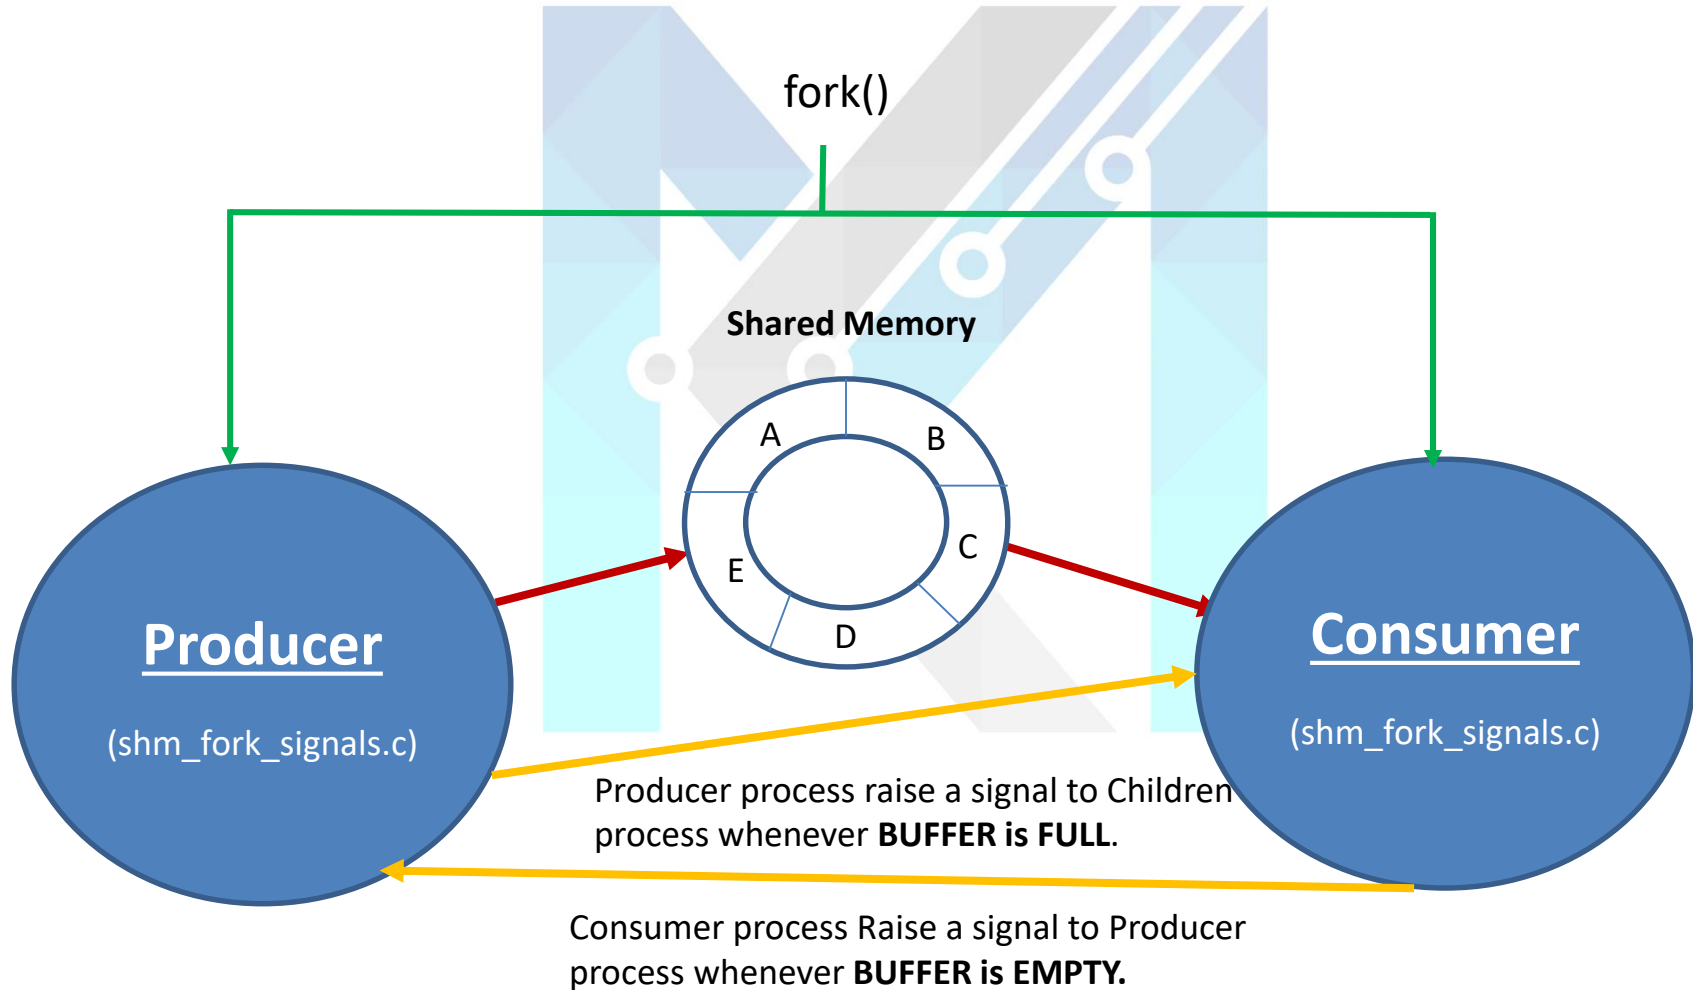 fork()
Shared Memory
A
B
C
D
E
Producer
(shm_fork_signals.c)
Consumer
(shm_fork_signals.c)
Producer process raise a signal to Children
process whenever BUFFER is FULL.
Consumer process Raise a signal to Producer
process whenever BUFFER is EMPTY.